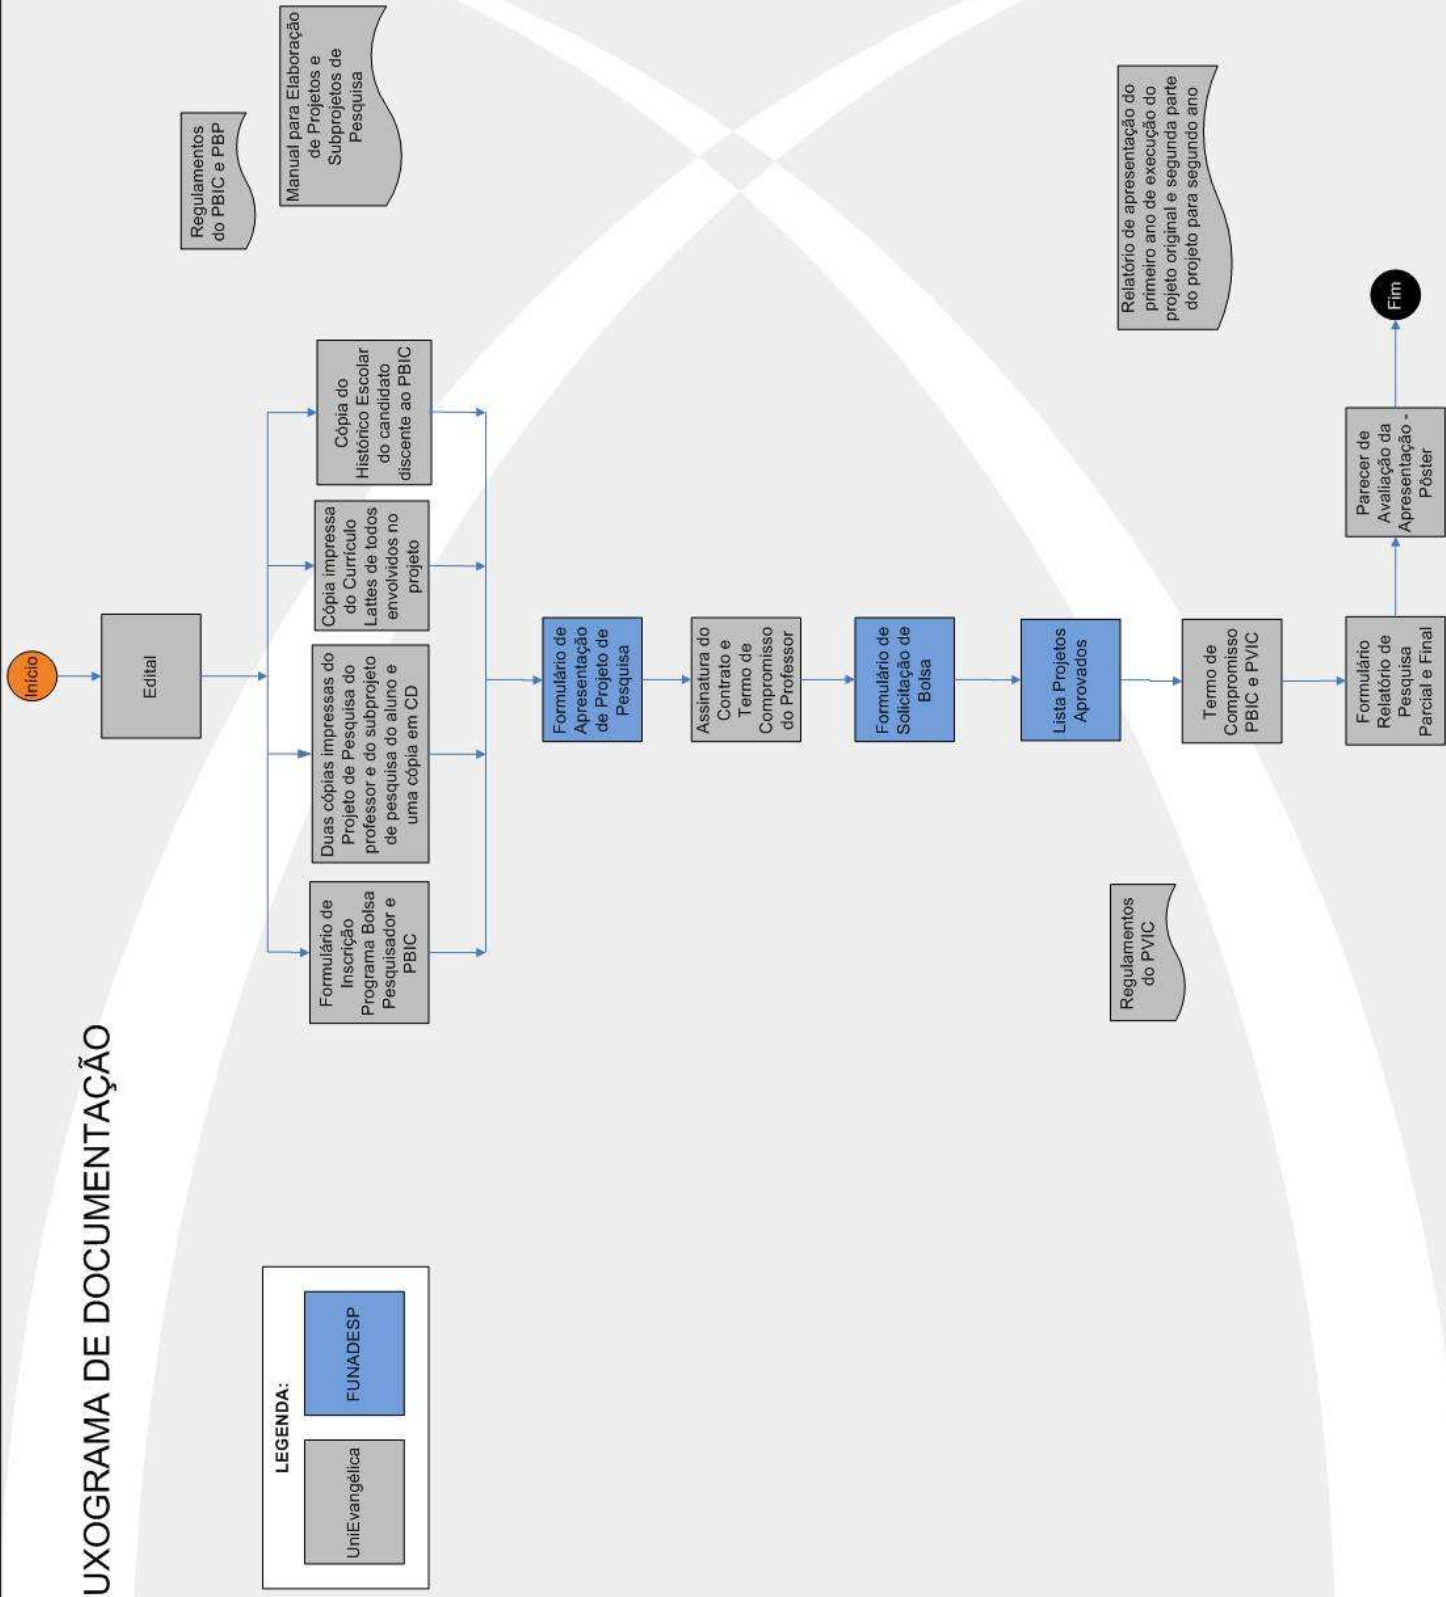 UXOGRAMA DE DOCUMENTAÇÃO
Início
Edital
Regulamentos
do PBIC e PBP
Manual para Elaboração
de Projetos e
Subprojetos de
Pesquisa
Formulário de
Inscrição
Programa Bolsa
Pesquisador e
PBIC
Duas cópias impressas do
Projeto de Pesquisa do
professor e do subprojeto
de pesquisa do aluno e
uma cópia em CD
Cópia impressa
do Currículo
Lattes de todos
envolvidos no
projeto
Cópia do
Histórico Escolar
do candidato
discente ao PBIC
LEGENDA:
UniEvangélica
FUNADESP
Formulário de
Apresentação
de Projeto de
Pesquisa
Assinatura do
Contrato e
Termo de
Compromisso
do Professor
Formulário de
Solicitação de
Bolsa
Lista Projetos
Aprovados
Regulamentos
do PVIC
Termo de
Compromisso
PBIC e PVIC
Relatório de apresentação do
primeiro ano de execução do
projeto original e segunda parte
do projeto para segundo ano
Formulário
Relatório de
Pesquisa
Parcial e Final
Parecer de
Avaliação da
Apresentação -
Pôster
Fim